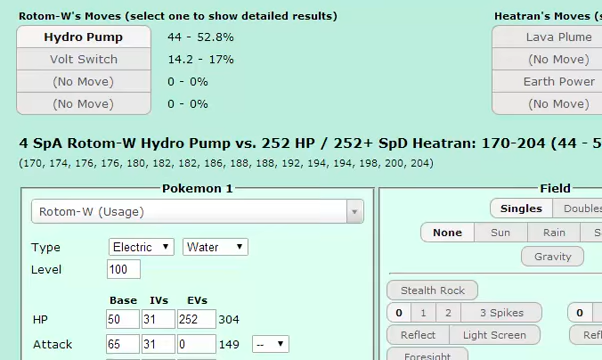 Rotom-W's Moves (select one to show detailed results)
Heatran's Moves (s
Hydro Pump 44 - 52.8% Lava Plume
Volt Switch 14.2 - 17% (No Move)
(No Move) 0 - 0% Earth Power
(No Move) 0 - 0% (No Move)
4 SpA Rotom-W Hydro Pump vs. 252 HP / 252+ SpD Heatran: 170-204 (44 - 5
(170, 174, 176, 176, 180, 182, 182, 186, 188, 188, 192, 194, 194, 198, 200, 204)
Pokemon 1
Rotom-W (Usage)
Type Electric Water
Level 100
Base IVs EVs
HP 50 31 252 304
Attack 65 31 0 149 --
Field
Singles Doubles
None Sun Rain S
Gravity
Stealth Rock
0 1 2 3 Spikes 0
Reflect Light Screen Refl
Foresight